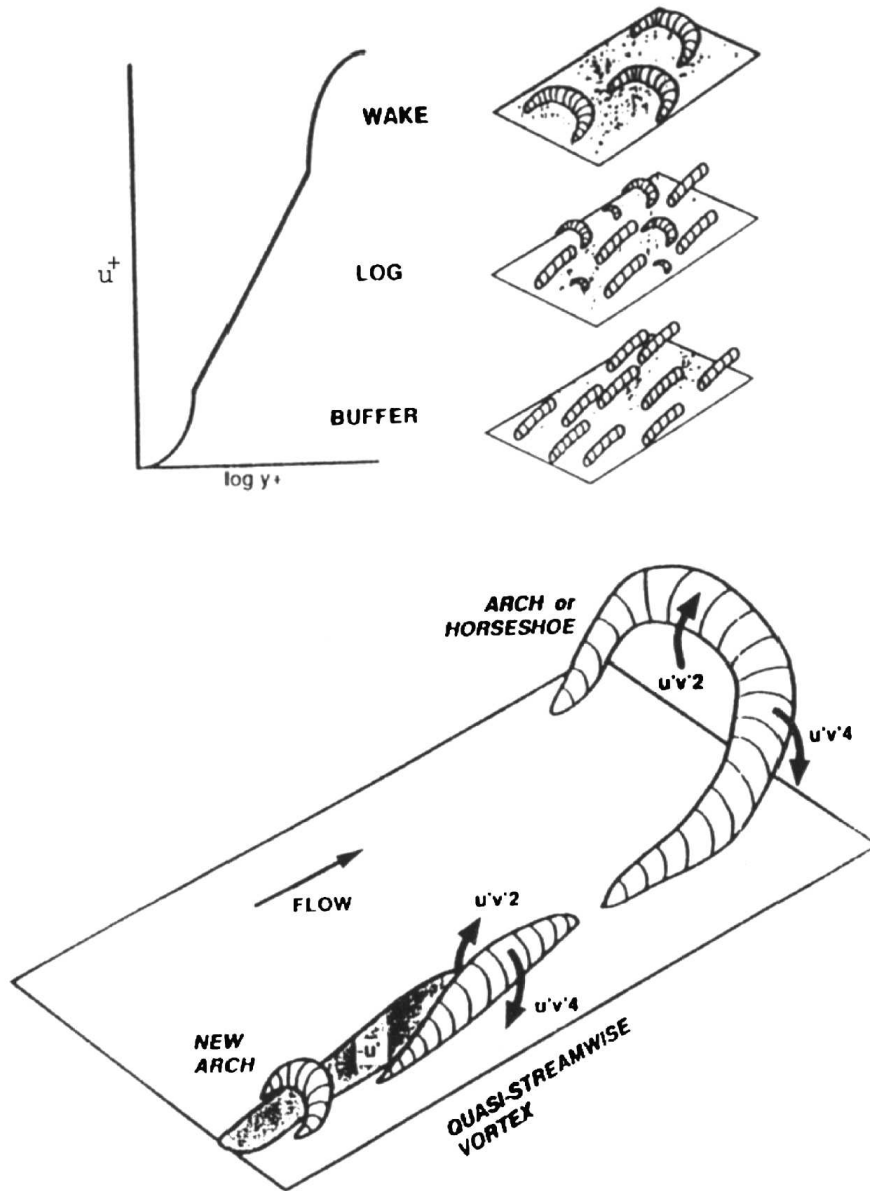 WAKE
u+
LOG
BUFFER
log y+
ARCH or
HORSESHOE
u'v'2
u'v'4
FLOW
u'v'2
u'v'4
NEW
ARCH
QUASI-STREAMWISE
VORTEX